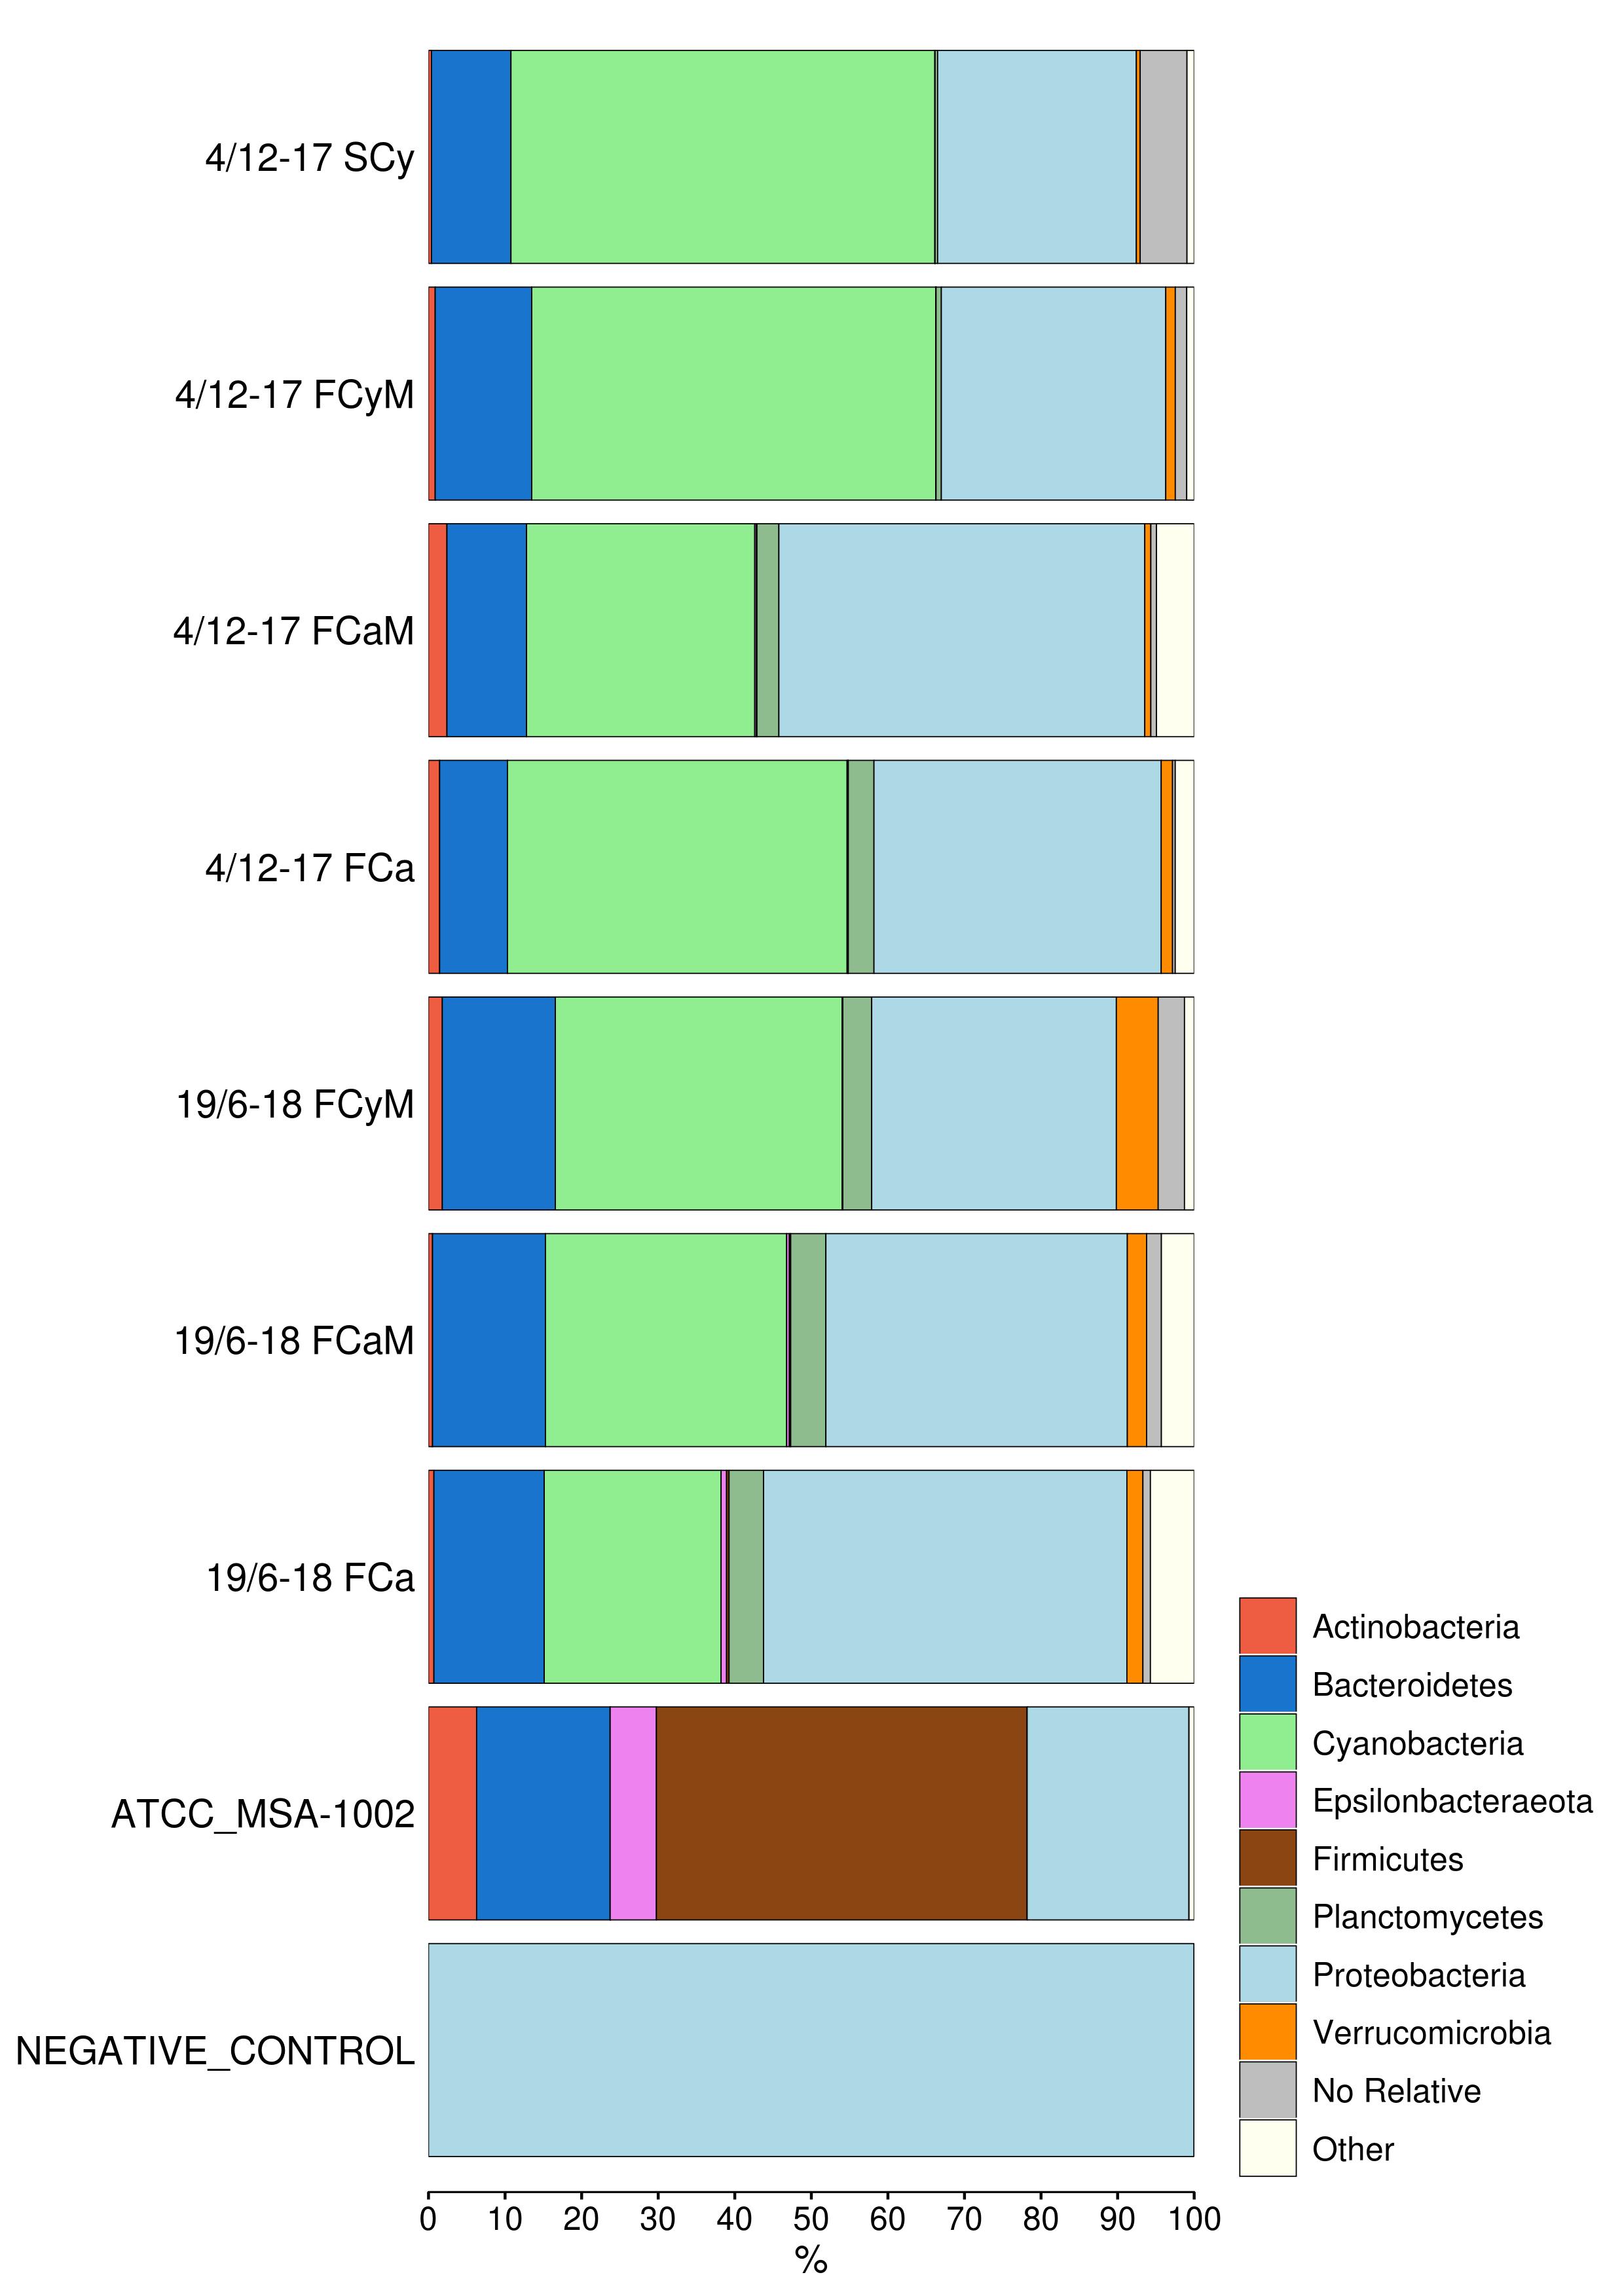 4/12-17 SCy
4/12-17 FCyM
4/12-17 FCaM
4/12-17 FCa
19/6-18 FCyM
19/6-18 FCaM
19/6-18 FCa
ATCC_MSA-1002
NEGATIVE_CONTROL
Actinobacteria
Bacteroidetes
Cyanobacteria
Epsilonbacteraeota
Firmicutes
Planctomycetes
Proteobacteria
Verrucomicrobia
No Relative
Other
0 10 20 30 40 50 60 70 80 90 100
%